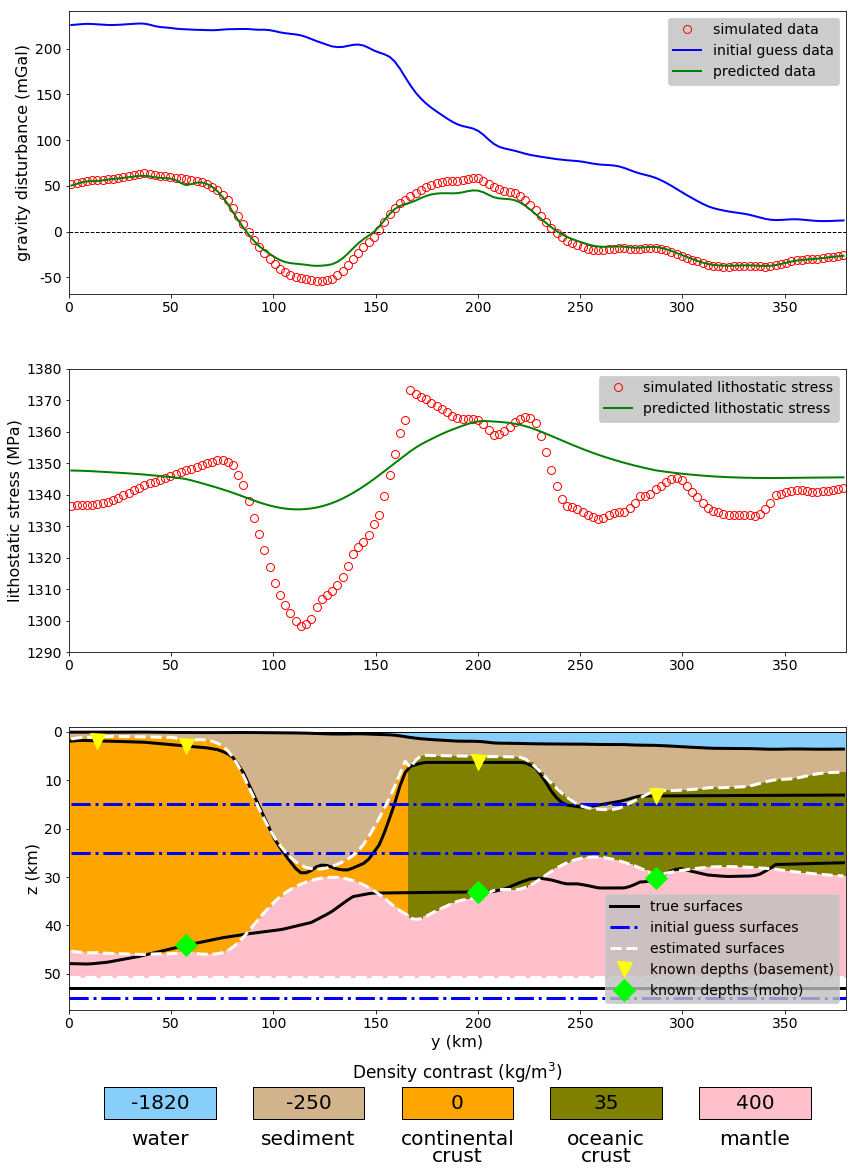 gravity disturbance (mGal)
200
150
100
50
0
-50
simulated data
initial guess data
predicted data
0 50 100 150 200 250 300 350
lithostatic stress (MPa)
1380
1370
1360
1350
1340
1330
1320
1310
1300
1290
simulated lithostatic stress
predicted lithostatic stress
0 50 100 150 200 250 300 350
z (km)
0
10
20
30
40
50
true surfaces
initial guess surfaces
estimated surfaces
known depths (basement)
known depths (moho)
0 50 100 150 200 250 300 350
y (km)
Density contrast (kg/m³)
-1820 -250 0 35 400
water sediment continental oceanic mantle
crust crust